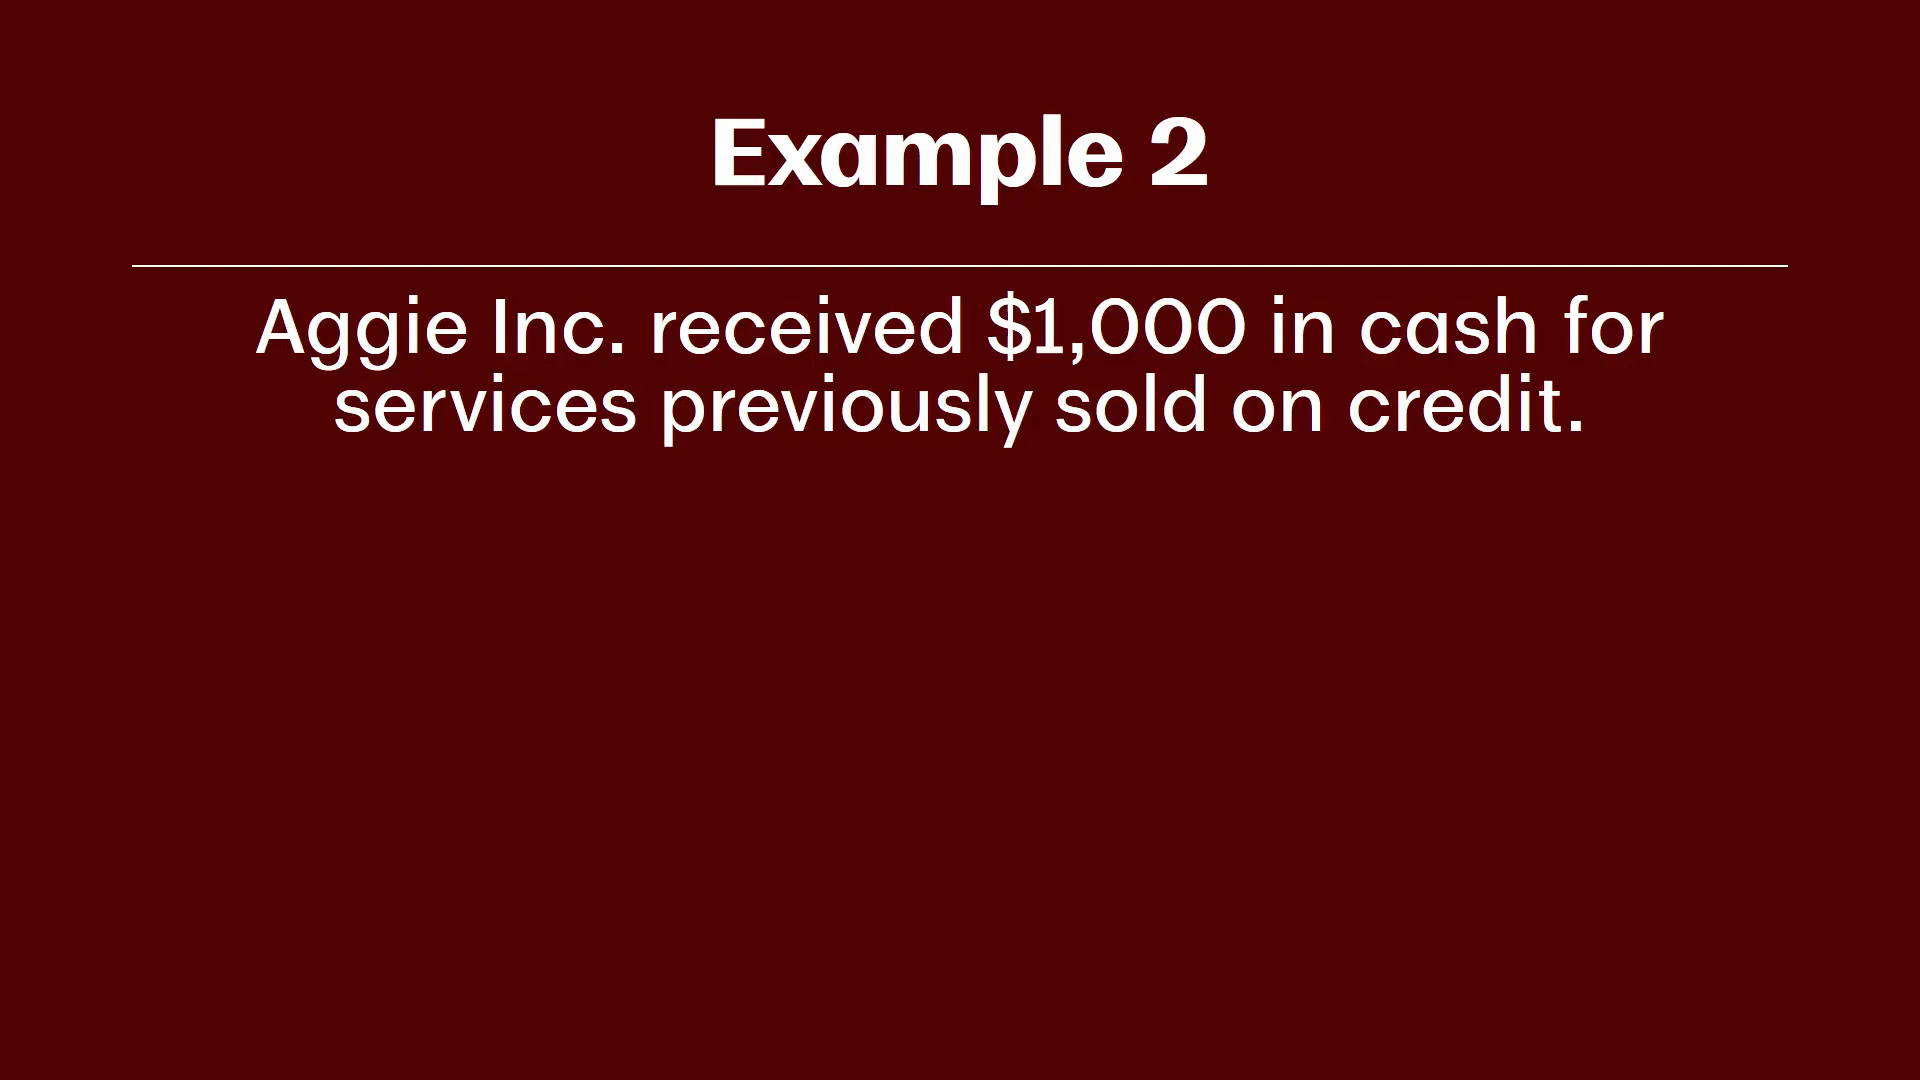 Example 2
Aggie Inc. received $1,000 in cash for
services previously sold on credit.